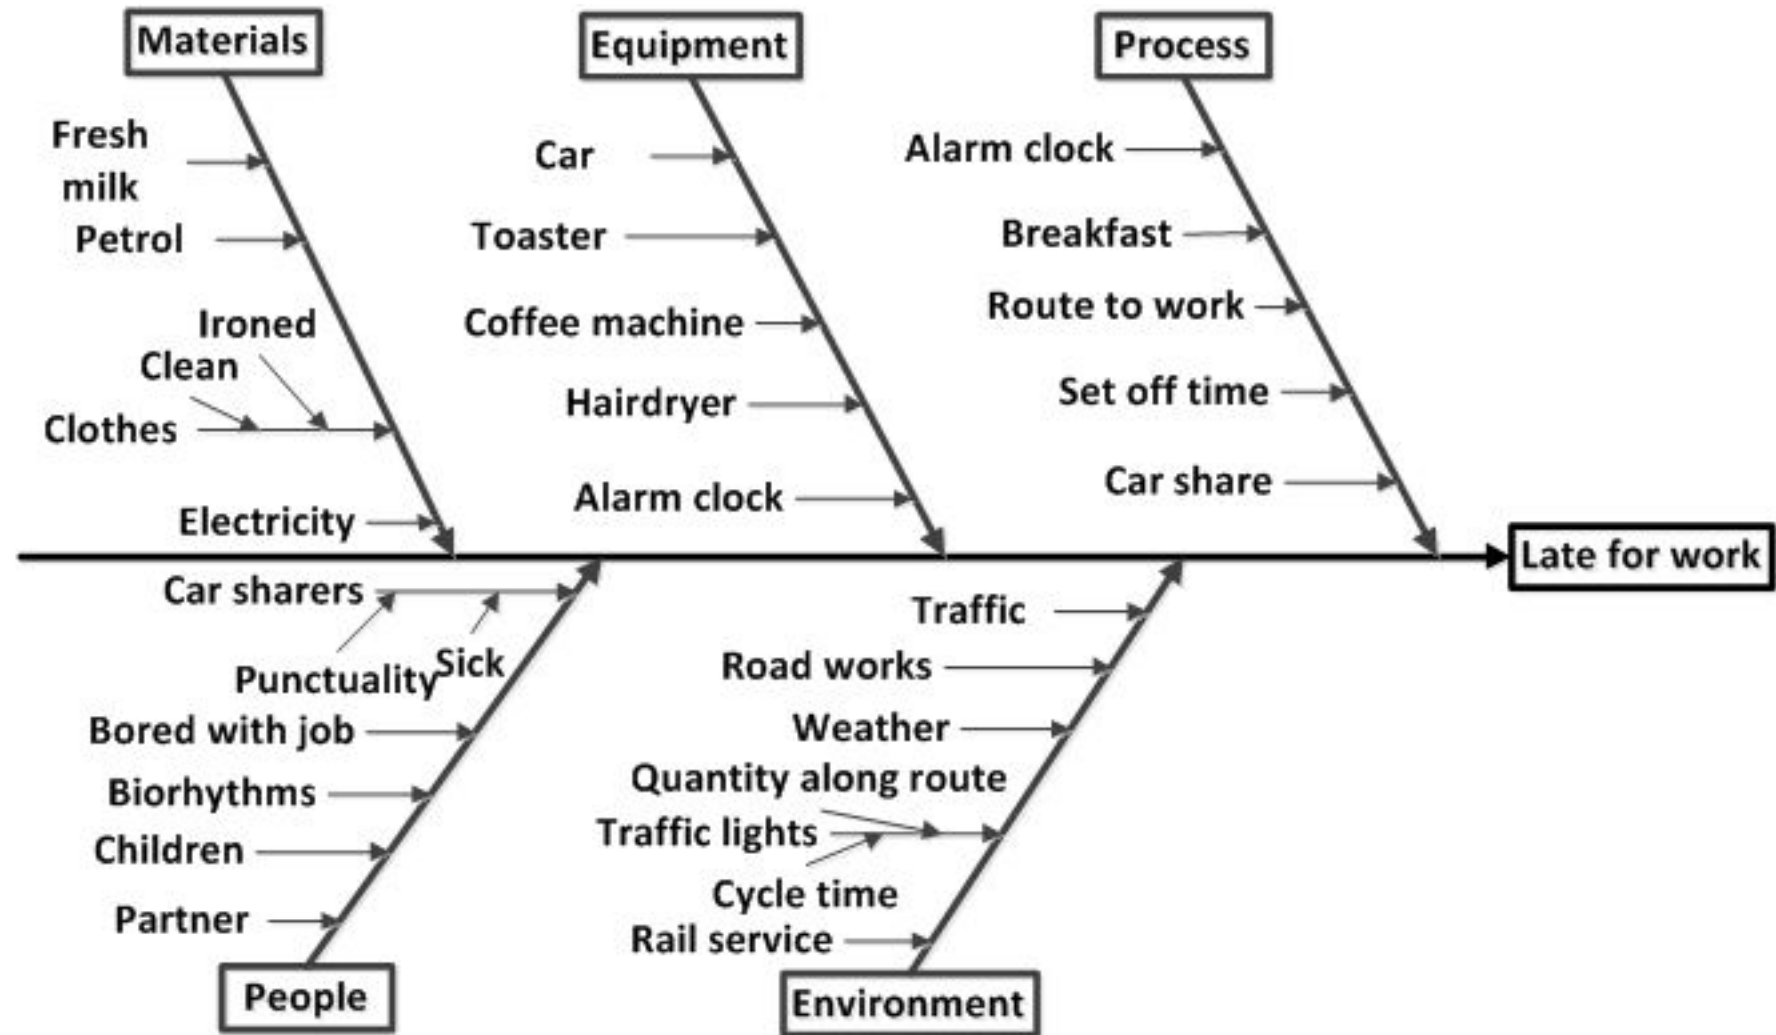 Materials
Equipment
Process
Fresh
milk
Petrol
Ironed
Clean
Clothes
Electricity
Car
Toaster
Coffee machine
Hairdryer
Alarm clock
Alarm clock
Breakfast
Route to work
Set off time
Car share
Late for work
Car sharers
Punctuality
Sick
Bored with job
Biorhythms
Children
Partner
People
Traffic
Road works
Weather
Quantity along route
Traffic lights
Cycle time
Rail service
Environment